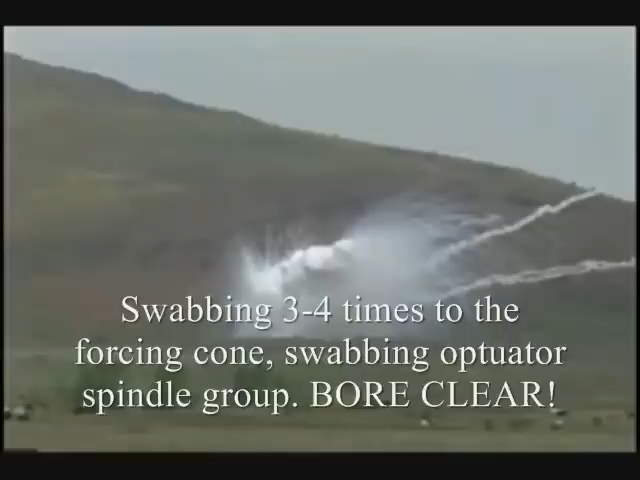 Swabbing 3-4 times to the
forcing cone, swabbing optuator
spindle group. BORE CLEAR!